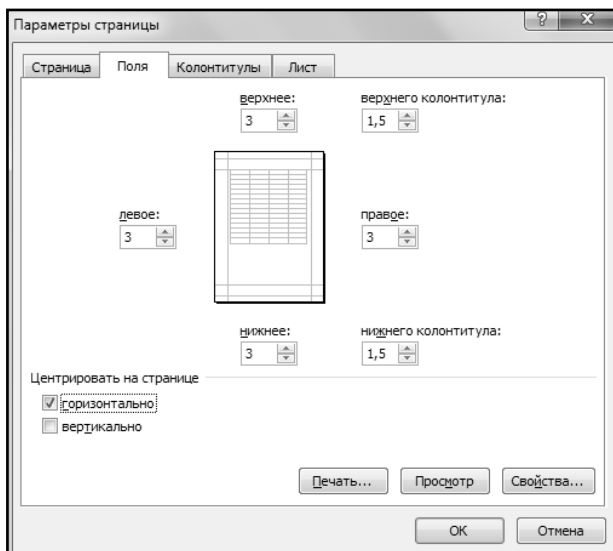 Параметры страницы
Страница Поля Колонтитулы Лист
верхнее: верхнего колонтитула:
3 1,5
левое: правое:
3 3
нижнее: нижнего колонтитула:
3 1,5
Центрировать на странице
горизонтально
вертикально
Печать... Просмотр Свойства...
ОК Отмена